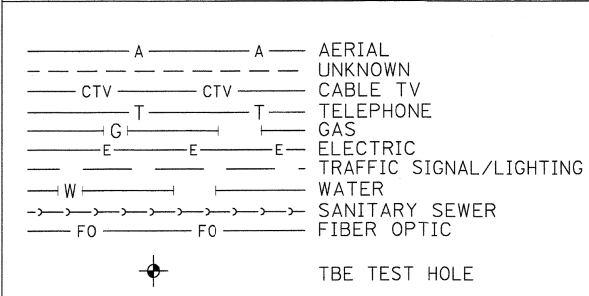 A A AERIAL
UNKNOWN
CTV CTV CABLE TV
T T TELEPHONE
G GAS
E E E ELECTRIC
TRAFFIC SIGNAL/LIGHTING
W WATER
SANITARY SEWER
FO FO FIBER OPTIC
TBE TEST HOLE